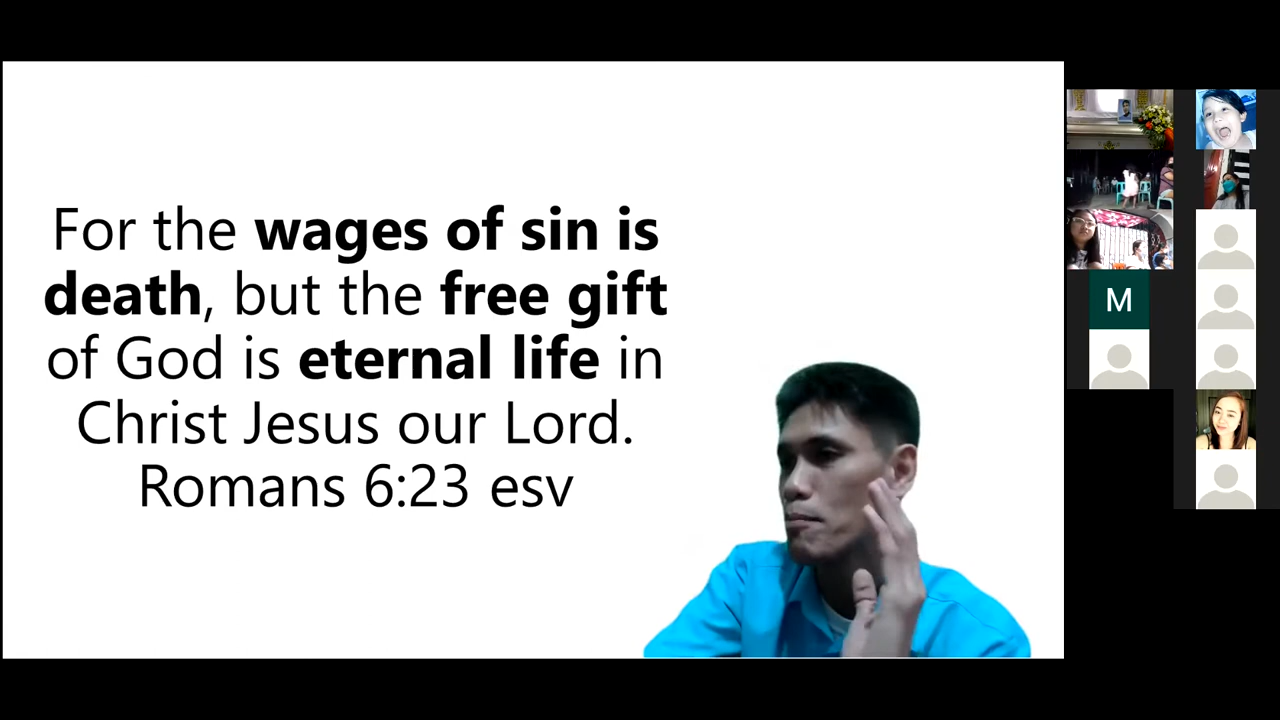 For the wages of sin is
death, but the free gift
of God is eternal life in
Christ Jesus our Lord.
Romans 6:23 esv
M